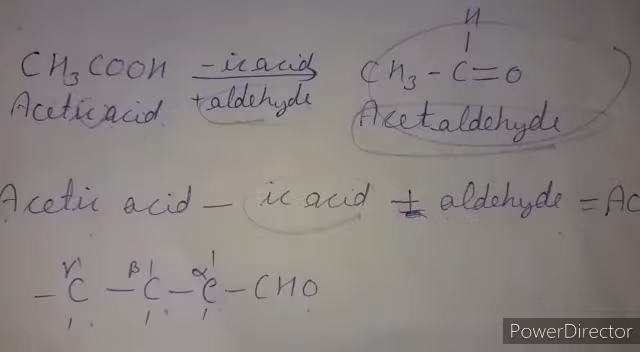 H
CH3COOH -ic acid CH3-C=O
Acetic acid +aldehyde Acetaldehyde
Acetic acid - ic acid + aldehyde = Ac
γ β α
-C-C-C-CHO
PowerDirector